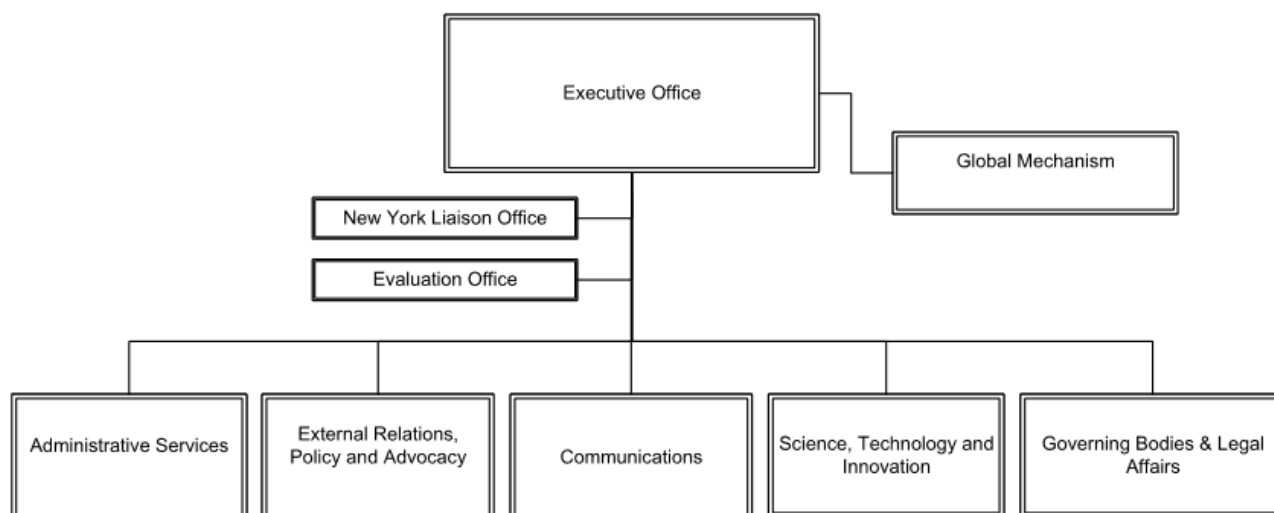 Executive Office
Global Mechanism
New York Liaison Office
Evaluation Office
Administrative Services
External Relations,
Policy and Advocacy
Communications
Science, Technology and
Innovation
Governing Bodies & Legal
Affairs